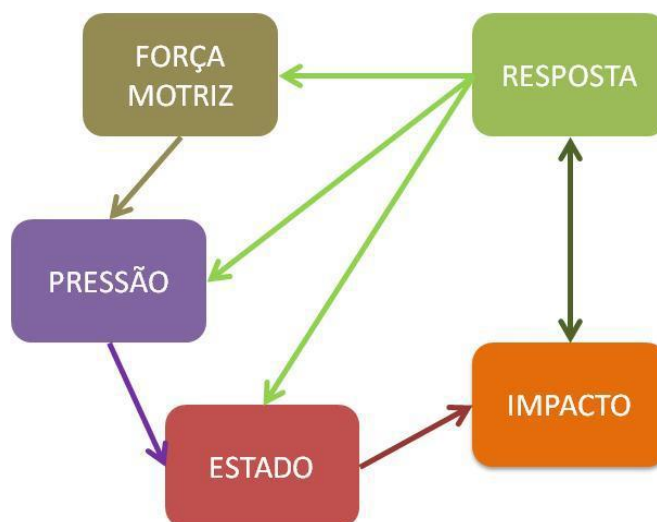 FORÇA
MOTRIZ
RESPOSTA
PRESSÃO
IMPACTO
ESTADO